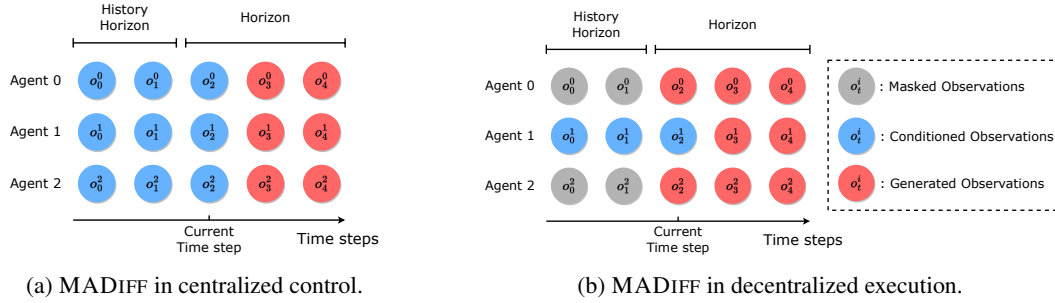 History
Horizon
Horizon
Agent 0
o_0^0 o_1^0 o_2^0 o_3^0 o_4^0
Agent 1
o_0^1 o_1^1 o_2^1 o_3^1 o_4^1
Agent 2
o_0^2 o_1^2 o_2^2 o_3^2 o_4^2
Current
Time step
Time steps
(a) MADIFF in centralized control.
History
Horizon
Horizon
Agent 0
o_0^0 o_1^0 o_2^0 o_3^0 o_4^0
Agent 1
o_0^1 o_1^1 o_2^1 o_3^1 o_4^1
Agent 2
o_0^2 o_1^2 o_2^2 o_3^2 o_4^2
Current
Time step
Time steps
(b) MADIFF in decentralized execution.
o_t^i : Masked Observations
o_t^i : Conditioned Observations
o_t^i : Generated Observations